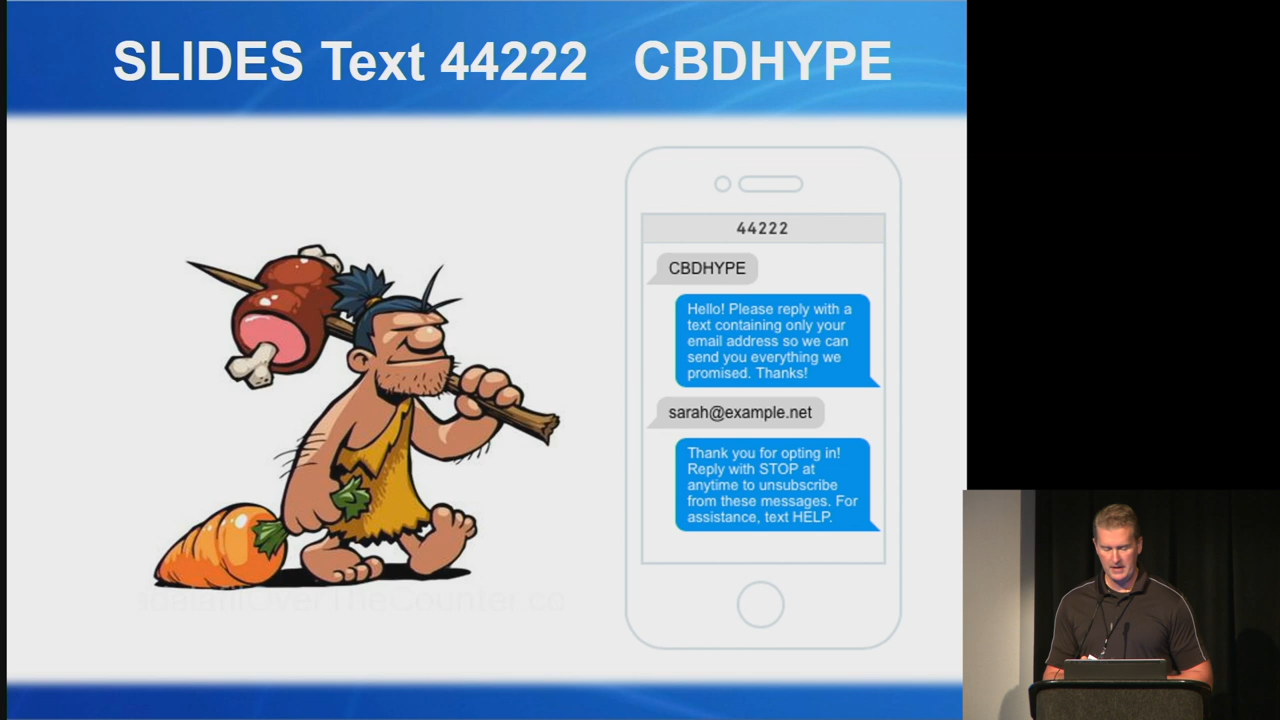 SLIDES Text 44222 CBDHYPE
44222
CBDHYPE
Hello! Please reply with a
text containing only your
email address so we can
send you everything we
promised. Thanks!
sarah@example.net
Thank you for opting in!
Reply with STOP at
anytime to unsubscribe
from these messages. For
assistance, text HELP.